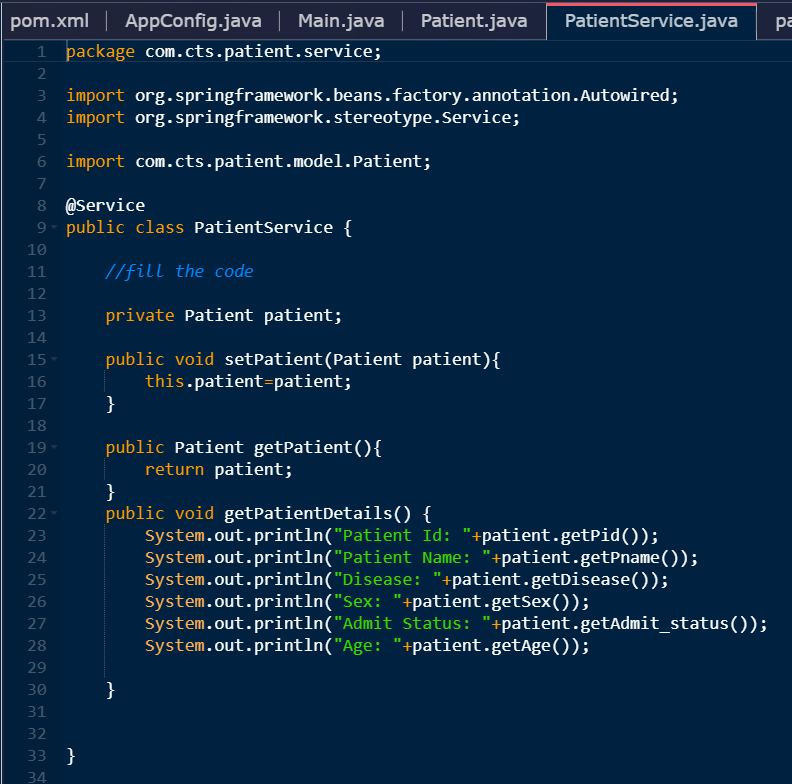 pom.xml AppConfig.java Main.java Patient.java PatientService.java pa
1 package com.cts.patient.service;
2
3 import org.springframework.beans.factory.annotation.Autowired;
4 import org.springframework.stereotype.Service;
5
6 import com.cts.patient.model.Patient;
7
8 @Service
9 public class PatientService {
10
11     //fill the code
12
13     private Patient patient;
14
15     public void setPatient(Patient patient){
16         this.patient=patient;
17     }
18
19     public Patient getPatient(){
20         return patient;
21     }
22     public void getPatientDetails() {
23         System.out.println("Patient Id: "+patient.getPid());
24         System.out.println("Patient Name: "+patient.getPname());
25         System.out.println("Disease: "+patient.getDisease());
26         System.out.println("Sex: "+patient.getSex());
27         System.out.println("Admit Status: "+patient.getAdmit_status());
28         System.out.println("Age: "+patient.getAge());
29
30     }
31
32
33 }
34